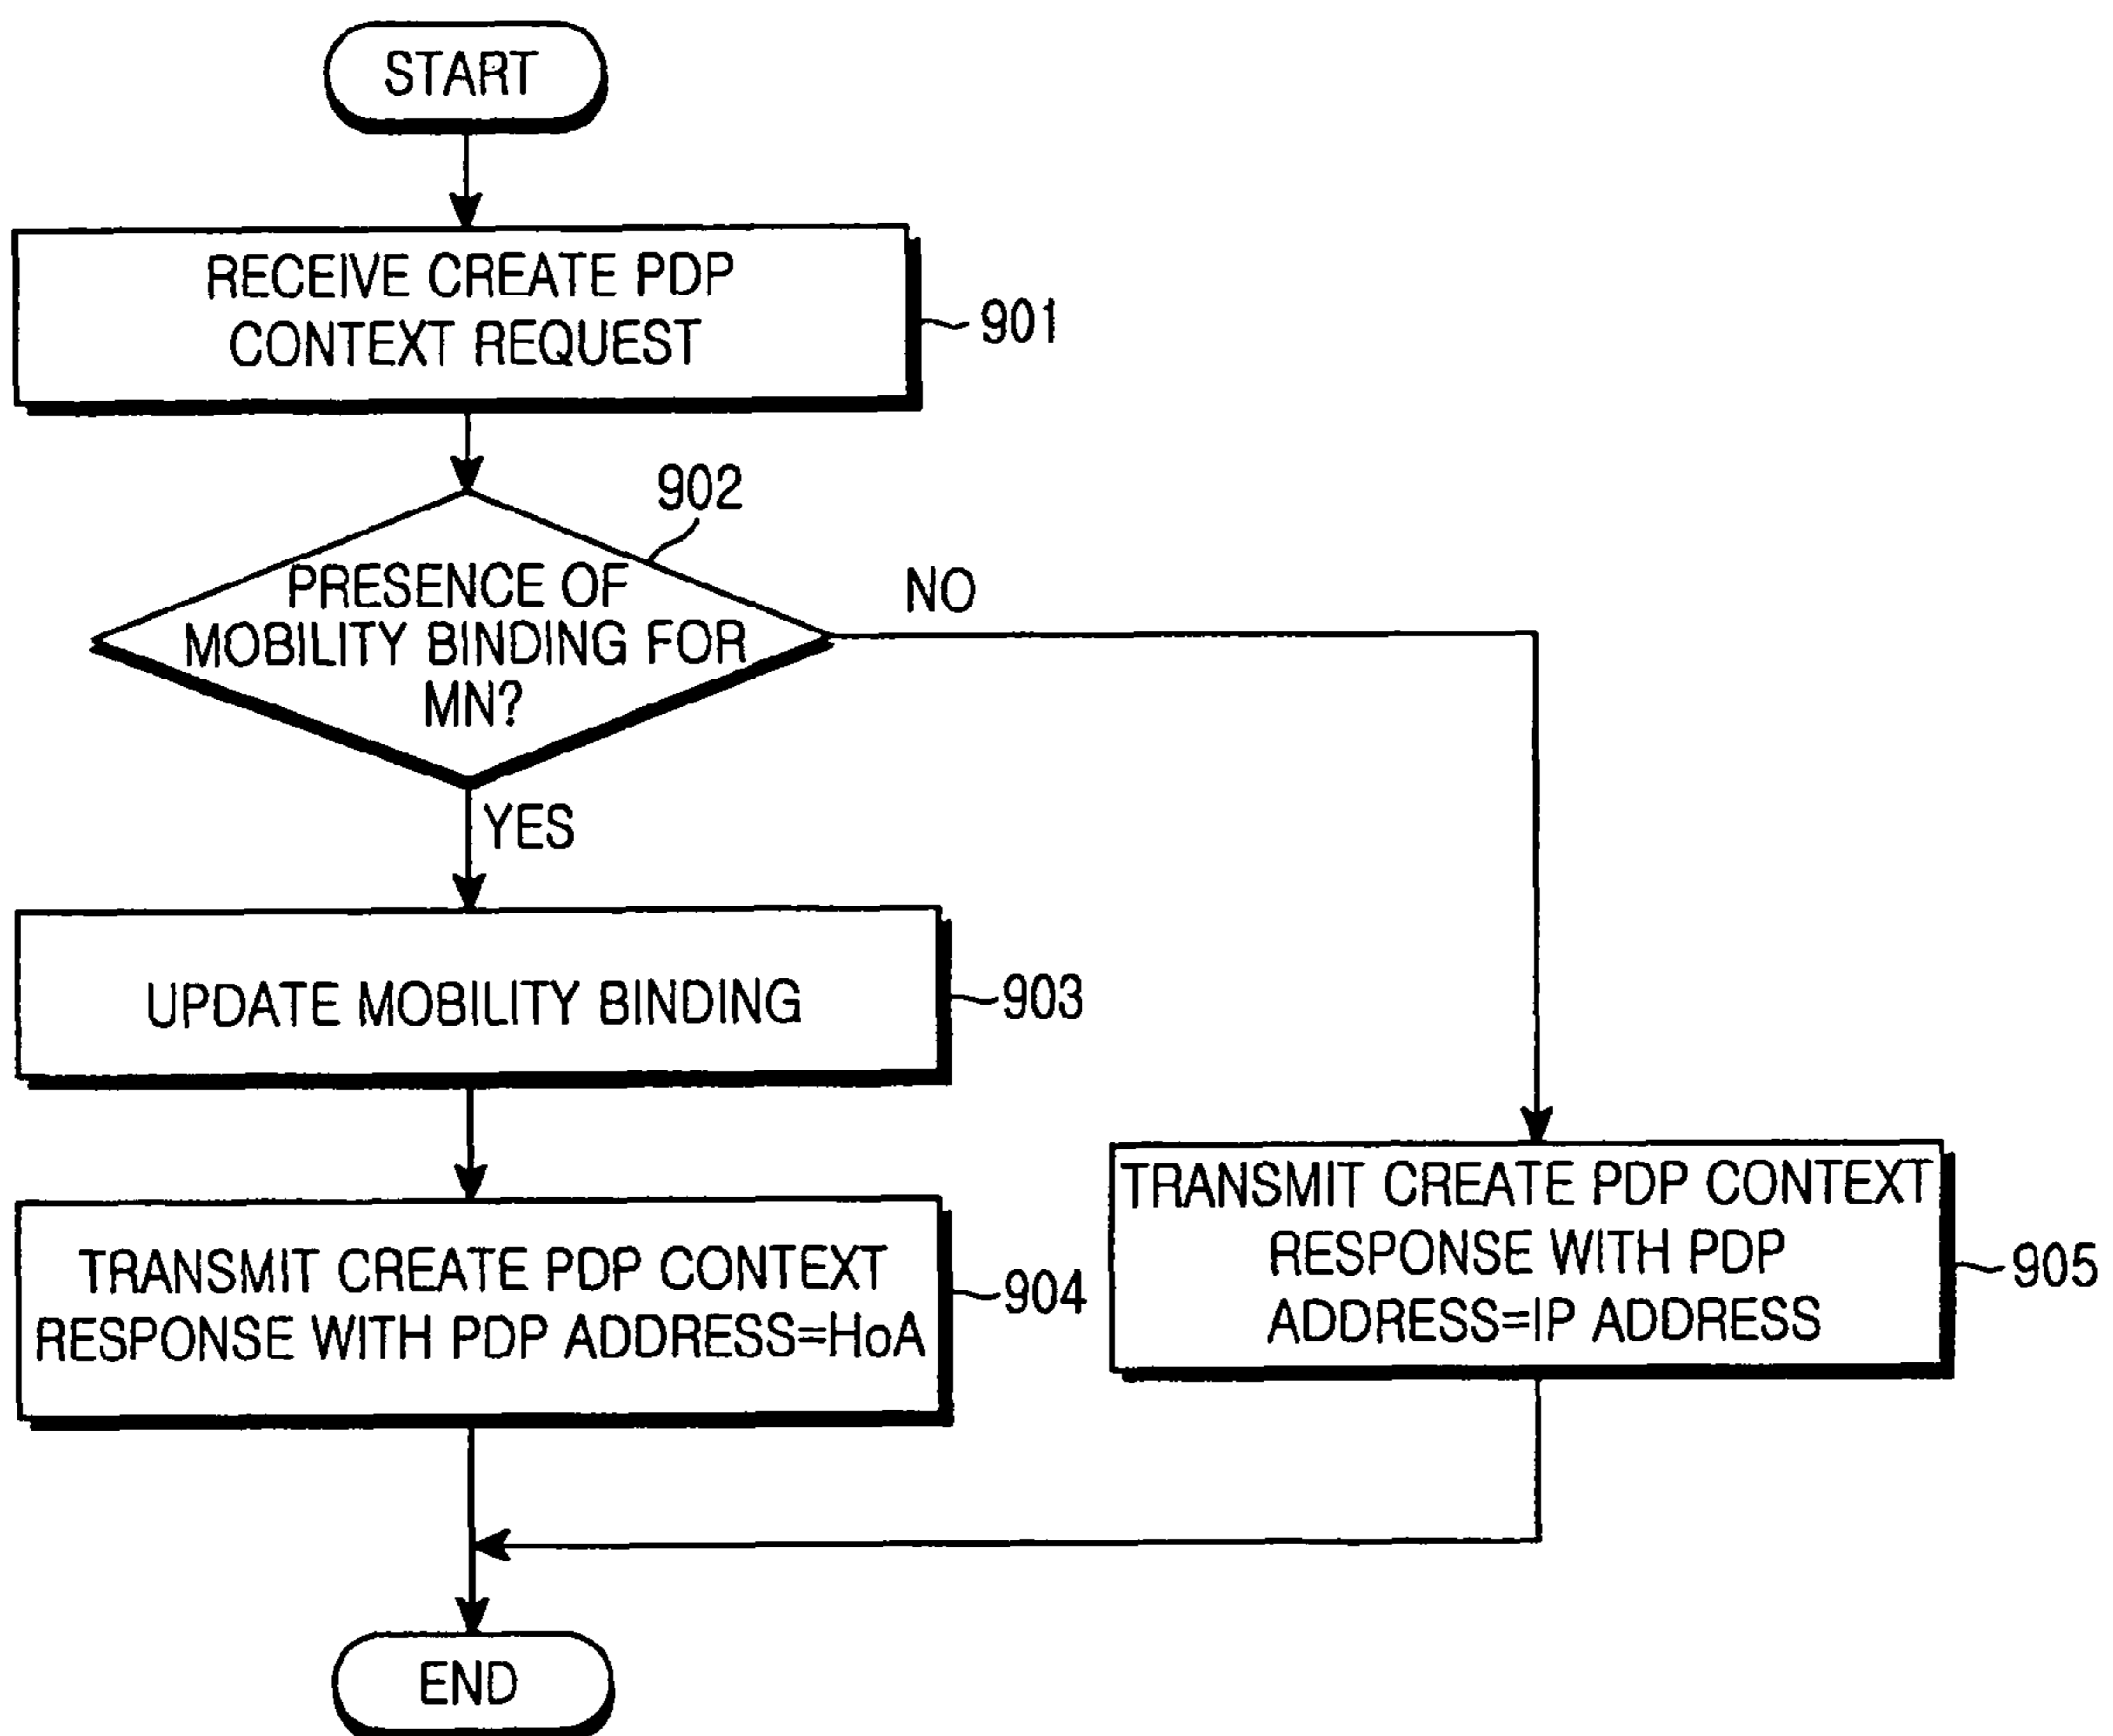 START
RECEIVE CREATE PDP
CONTEXT REQUEST
901
902
PRESENCE OF
MOBILITY BINDING FOR
MN?
NO
YES
UPDATE MOBILITY BINDING
903
TRANSMIT CREATE PDP CONTEXT
RESPONSE WITH PDP ADDRESS=HoA
904
TRANSMIT CREATE PDP CONTEXT
RESPONSE WITH PDP
ADDRESS=IP ADDRESS
905
END